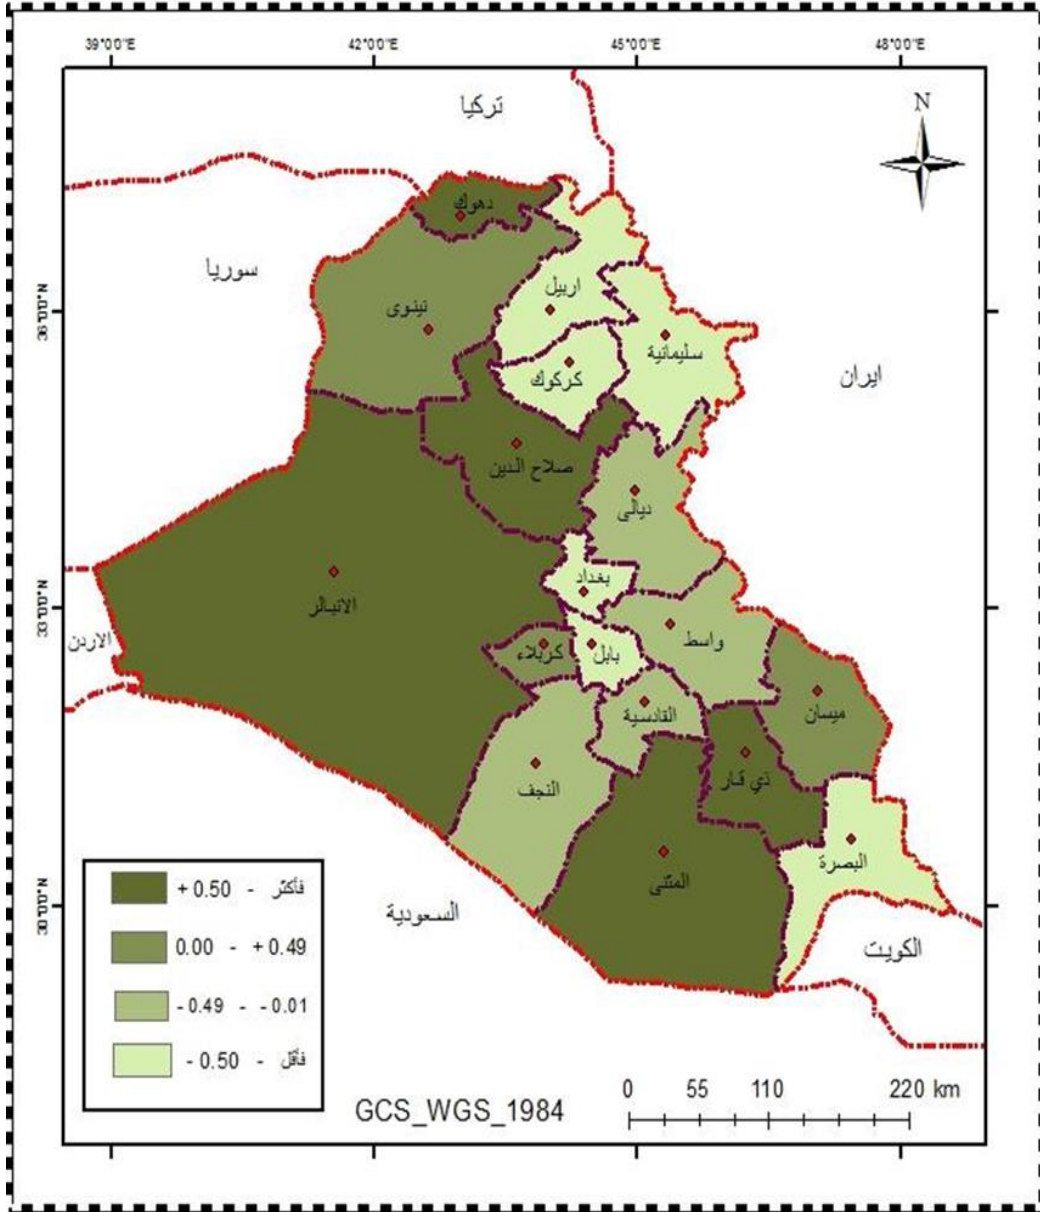 39°0'0"E 42°0'0"E 45°0'0"E 48°0'0"E
تركيا
N
دهوك
سوريا
اربيل
36°0'0"N
نينوى
سليمانية
ايران
كركوك
صلاح الدين
ديالى
بغداد
الانبالر
33°0'0"N
واسط
الاردن
كربلاء
بابل
القادسية
ميسان
ذي قار
النجف
البصرة
المثنى
السعودية
30°0'0"N
الكويت
+ 0.50 - فأكثر
0.00 - + 0.49
- 0.49 - - 0.01
- 0.50 - فأقل
0 55 110 220 km
GCS_WGS_1984